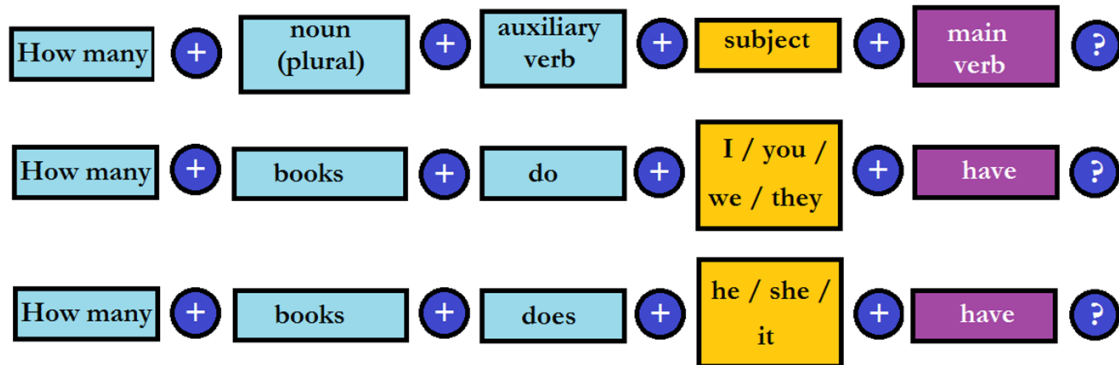 How many + noun (plural) + auxiliary verb + subject + main verb ?
How many + books + do + I / you / we / they + have ?
How many + books + does + he / she / it + have ?